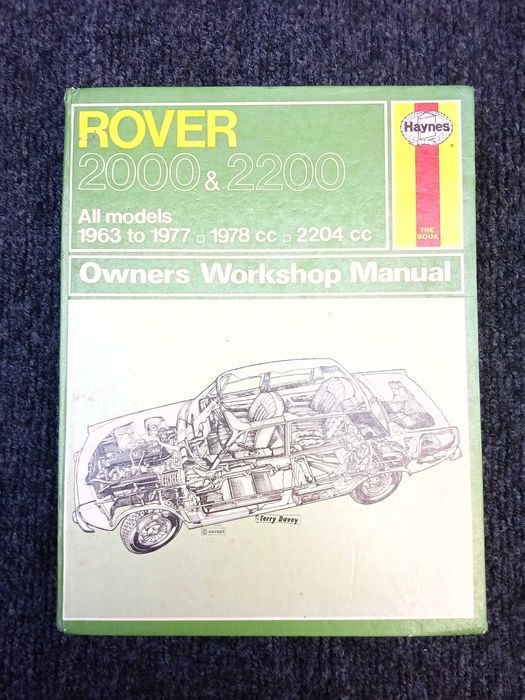 ROVER
2000 & 2200
All models
1963 to 1977 □ 1978 cc □ 2204 cc
Haynes
THE
BOOK
Owners Workshop Manual
Terry Davey
© HAYNES